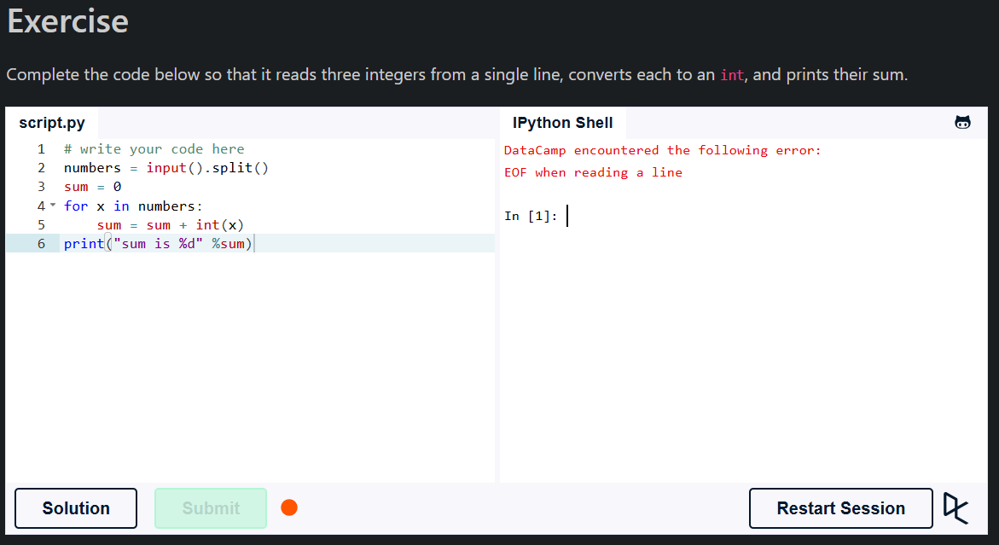 Exercise
Complete the code below so that it reads three integers from a single line, converts each to an int, and prints their sum.
script.py
1 # write your code here
2 numbers = input().split()
3 sum = 0
4 for x in numbers:
5     sum = sum + int(x)
6 print("sum is %d" %sum)
IPython Shell
DataCamp encountered the following error:
EOF when reading a line
In [1]:
Solution
Submit
Restart Session